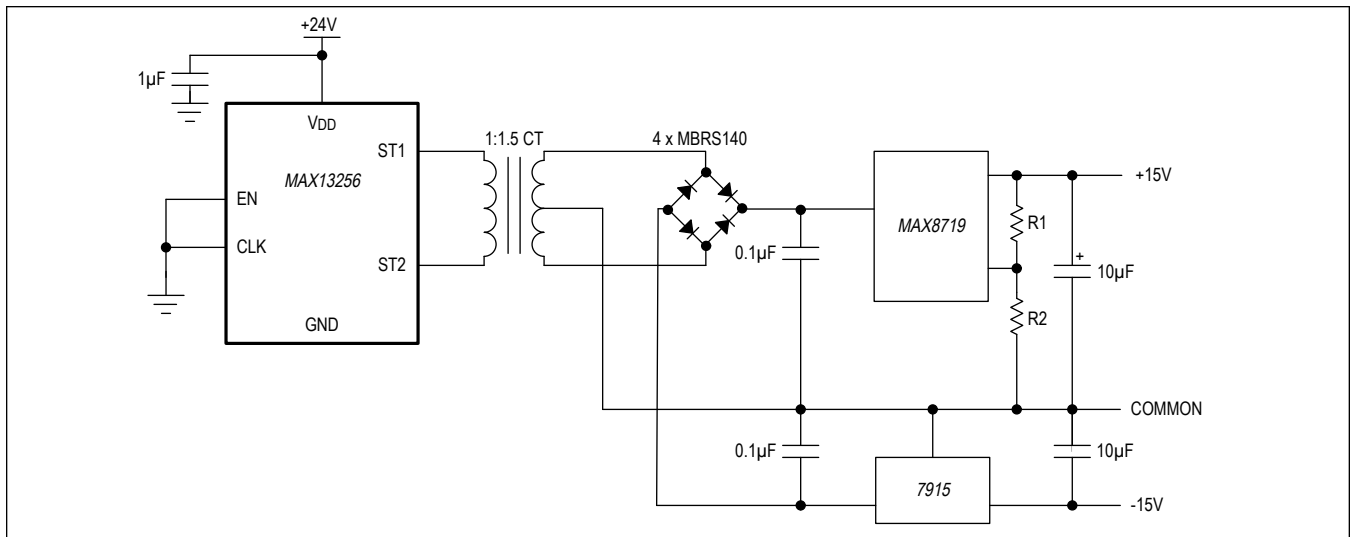 +24V
1µF
VDD
1:1.5 CT
4 x MBRS140
ST1
MAX13256
EN
CLK
ST2
GND
MAX8719
+15V
R1
0.1µF
+
10µF
R2
COMMON
0.1µF
10µF
7915
-15V